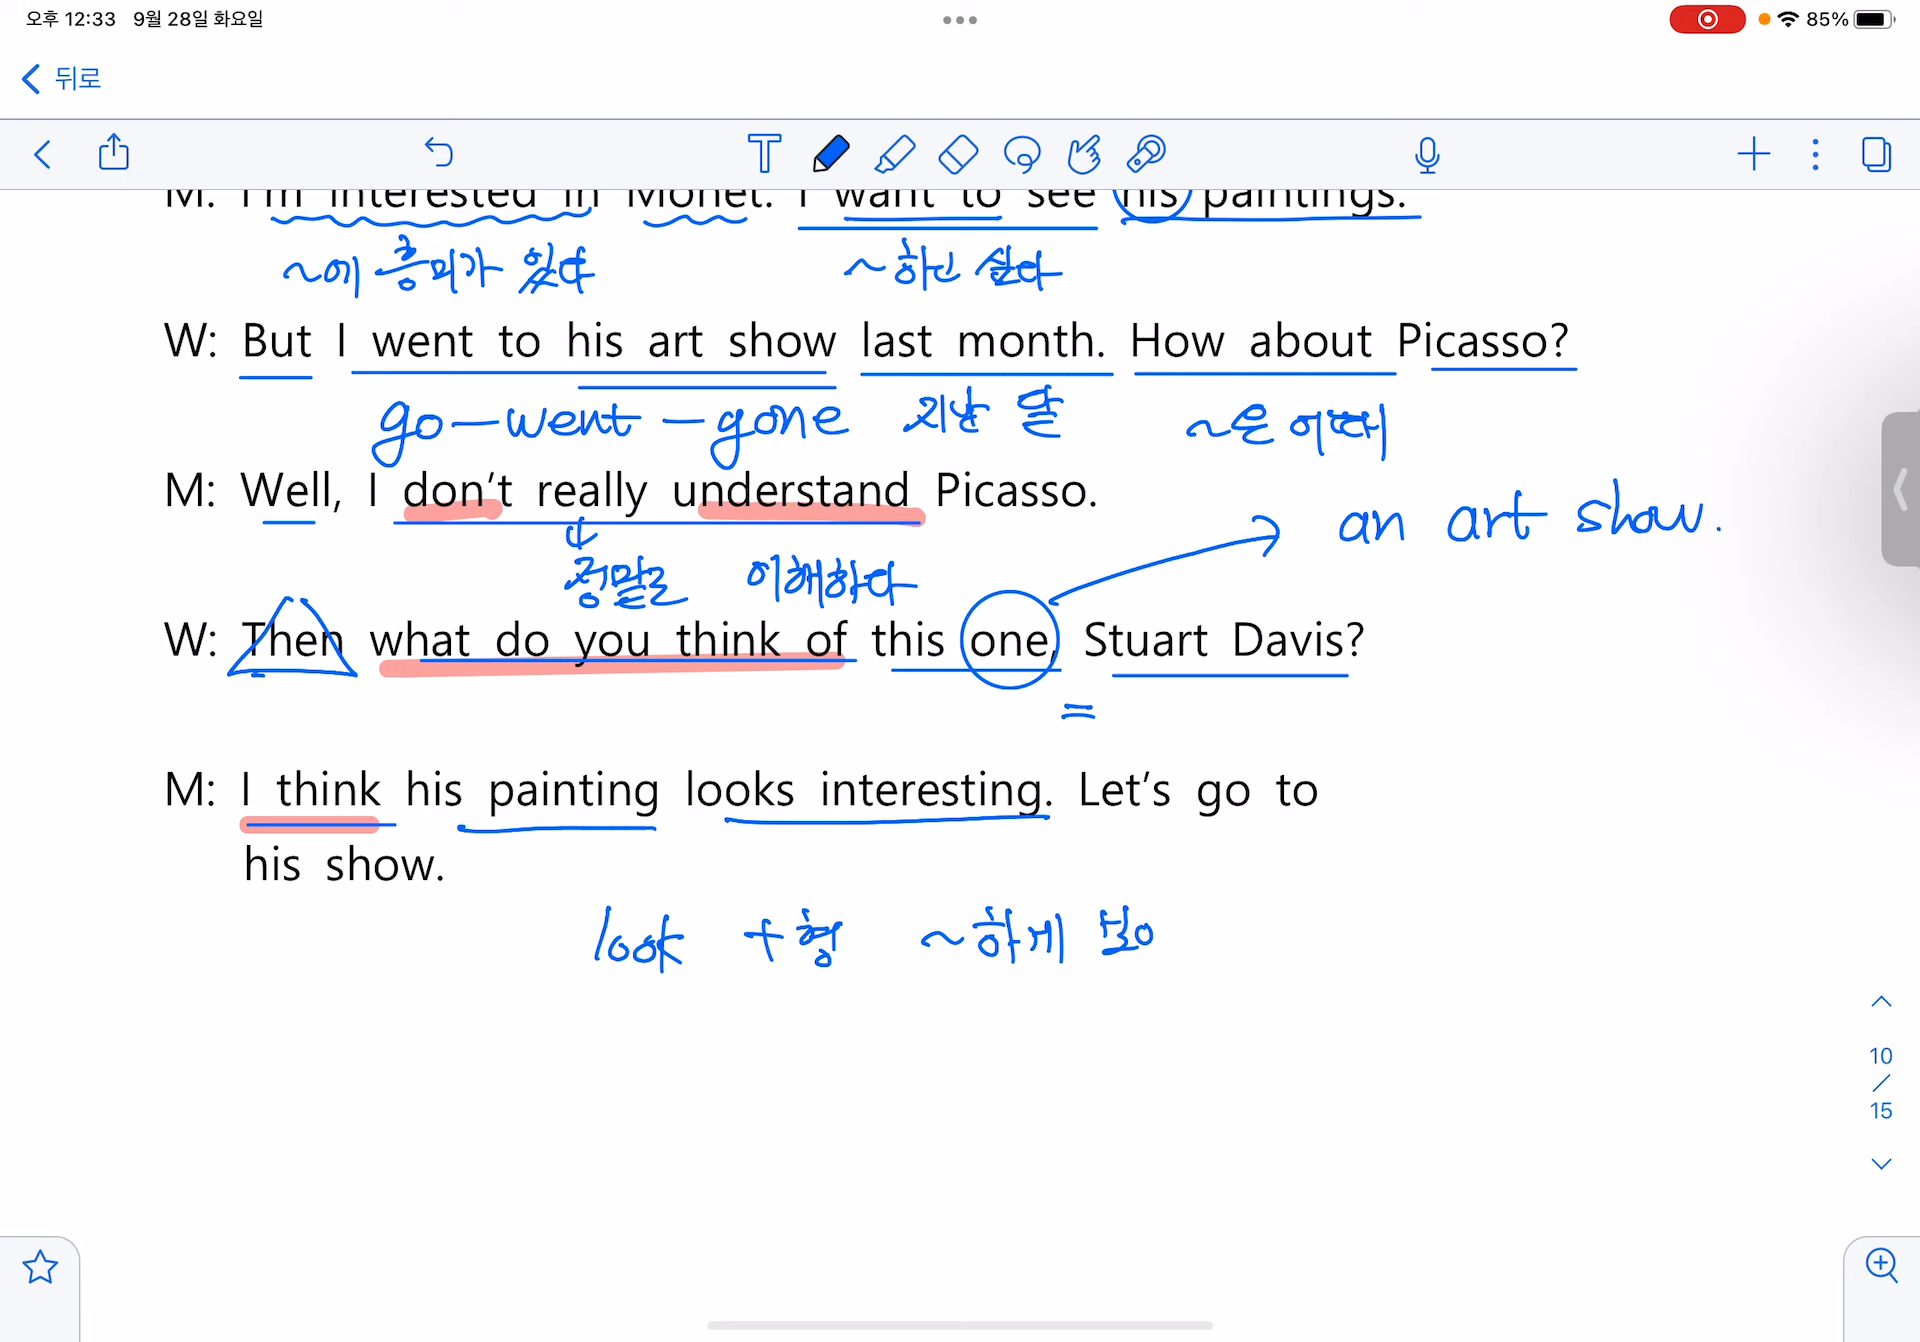 오후 12:33 9월 28일 화요일
85%
뒤로
M: I'm interested in Monet. I want to see his paintings.
~에 흥미가 있다 ~하고 싶다
W: But I went to his art show last month. How about Picasso?
go-went-gone 지난 달 ~은 어때
M: Well, I don't really understand Picasso.
an art show.
정말로 이해하다
W: Then what do you think of this one, Stuart Davis?
=
M: I think his painting looks interesting. Let's go to
his show.
look +형 ~하게 보이
10
/
15